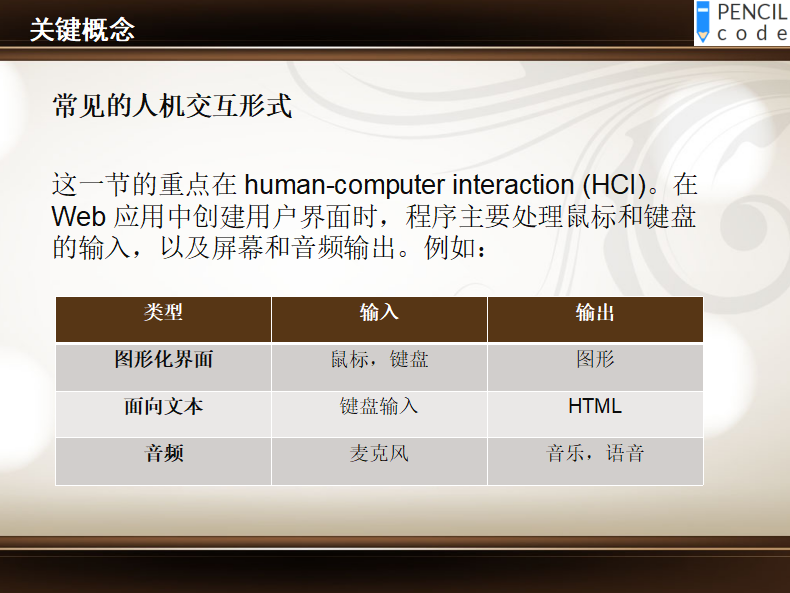 关键概念
PENCIL
code
常见的人机交互形式
这一节的重点在 human-computer interaction (HCI)。在
Web 应用中创建用户界面时，程序主要处理鼠标和键盘
的输入，以及屏幕和音频输出。例如：
类型 输入 输出
图形化界面 鼠标，键盘 图形
面向文本 键盘输入 HTML
音频 麦克风 音乐，语音